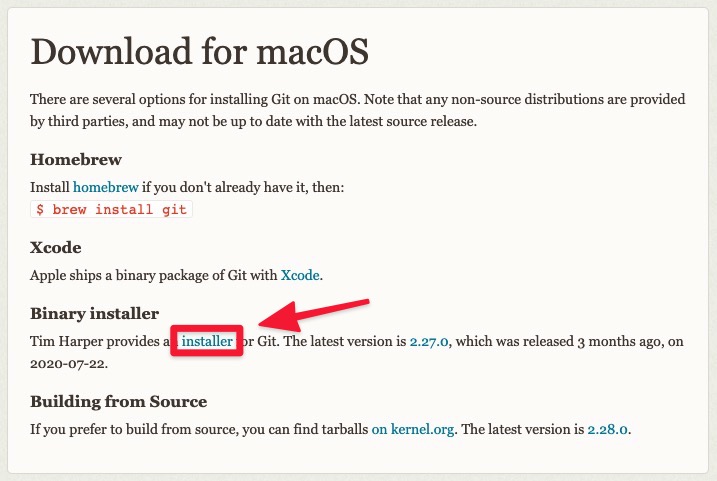 Download for macOS
There are several options for installing Git on macOS. Note that any non-source distributions are provided
by third parties, and may not be up to date with the latest source release.
Homebrew
Install homebrew if you don't already have it, then:
$ brew install git
Xcode
Apple ships a binary package of Git with Xcode.
Binary installer
Tim Harper provides a installer or Git. The latest version is 2.27.0, which was released 3 months ago, on
2020-07-22.
Building from Source
If you prefer to build from source, you can find tarballs on kernel.org. The latest version is 2.28.0.